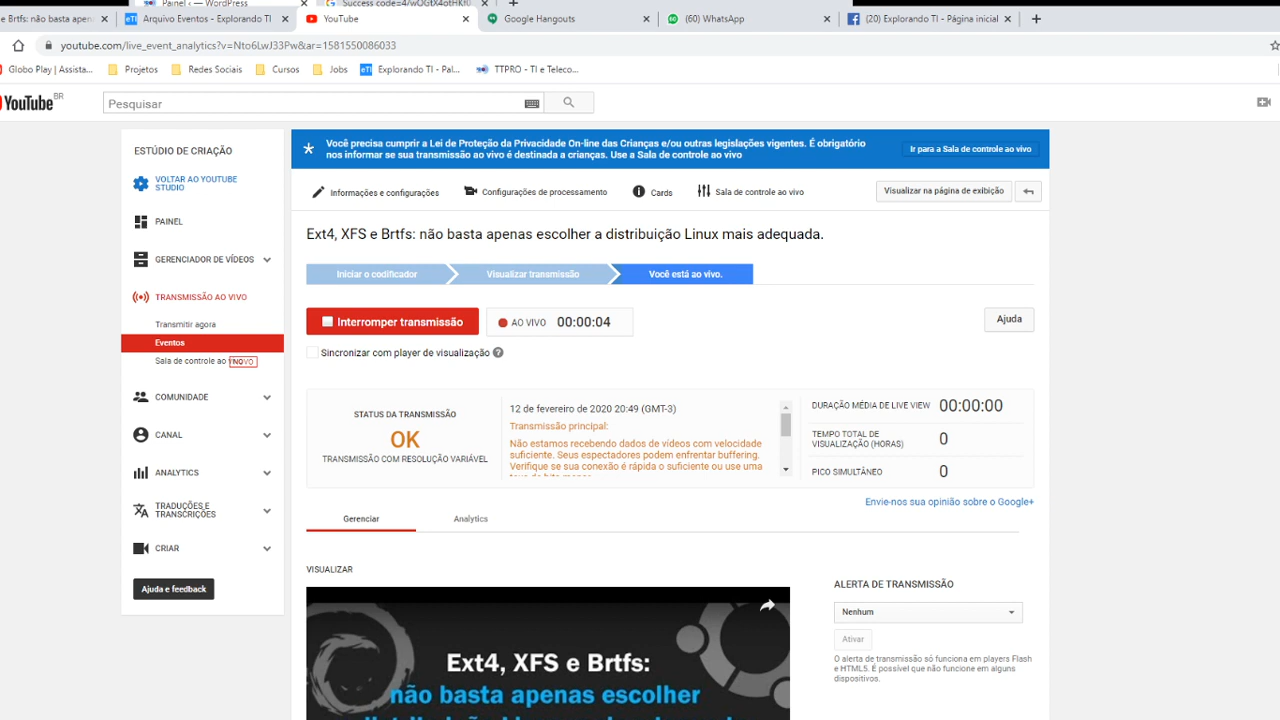 Painel ‹ — WordPress
Success code=4/wOGtX4otHKf0
e Brtfs: não basta apen
Arquivo Eventos - Explorando TI
YouTube
Google Hangouts
(60) WhatsApp
(20) Explorando TI - Página inicial
youtube.com/live_event_analytics?v=Nto6LwJ33Pw&ar=1581550086033
Globo Play | Assista...
Projetos
Redes Sociais
Cursos
Jobs
Explorando TI - Pal...
TTPRO - TI e Teleco...
YouTube BR
Pesquisar
ESTÚDIO DE CRIAÇÃO
VOLTAR AO YOUTUBE
STUDIO
PAINEL
GERENCIADOR DE VÍDEOS
TRANSMISSÃO AO VIVO
Transmitir agora
Eventos
Sala de controle ao
NOVO
COMUNIDADE
CANAL
ANALYTICS
TRADUÇÕES E
TRANSCRIÇÕES
CRIAR
Ajuda e feedback
Você precisa cumprir a Lei de Proteção da Privacidade On-line das Crianças e/ou outras legislações vigentes. É obrigatório
nos informar se sua transmissão ao vivo é destinada a crianças. Use a Sala de controle ao vivo
Ir para a Sala de controle ao vivo
Informações e configurações
Configurações de processamento
Cards
Sala de controle ao vivo
Visualizar na página de exibição
Ext4, XFS e Brtfs: não basta apenas escolher a distribuição Linux mais adequada.
Iniciar o codificador
Visualizar transmissão
Você está ao vivo.
Interromper transmissão
AO VIVO 00:00:04
Ajuda
Sincronizar com player de visualização
STATUS DA TRANSMISSÃO
OK
TRANSMISSÃO COM RESOLUÇÃO VARIÁVEL
12 de fevereiro de 2020 20:49 (GMT-3)
Transmissão principal:
Não estamos recebendo dados de vídeos com velocidade
suficiente. Seus espectadores podem enfrentar buffering.
Verifique se sua conexão é rápida o suficiente ou use uma
DURAÇÃO MÉDIA DE LIVE VIEW 00:00:00
TEMPO TOTAL DE
VISUALIZAÇÃO (HORAS) 0
PICO SIMULTÂNEO 0
Envie-nos sua opinião sobre o Google+
Gerenciar
Analytics
VISUALIZAR
Ext4, XFS e Brtfs:
não basta apenas escolher
ALERTA DE TRANSMISSÃO
Nenhum
Ativar
O alerta de transmissão só funciona em players Flash
e HTML5. É possível que não funcione em alguns
dispositivos.